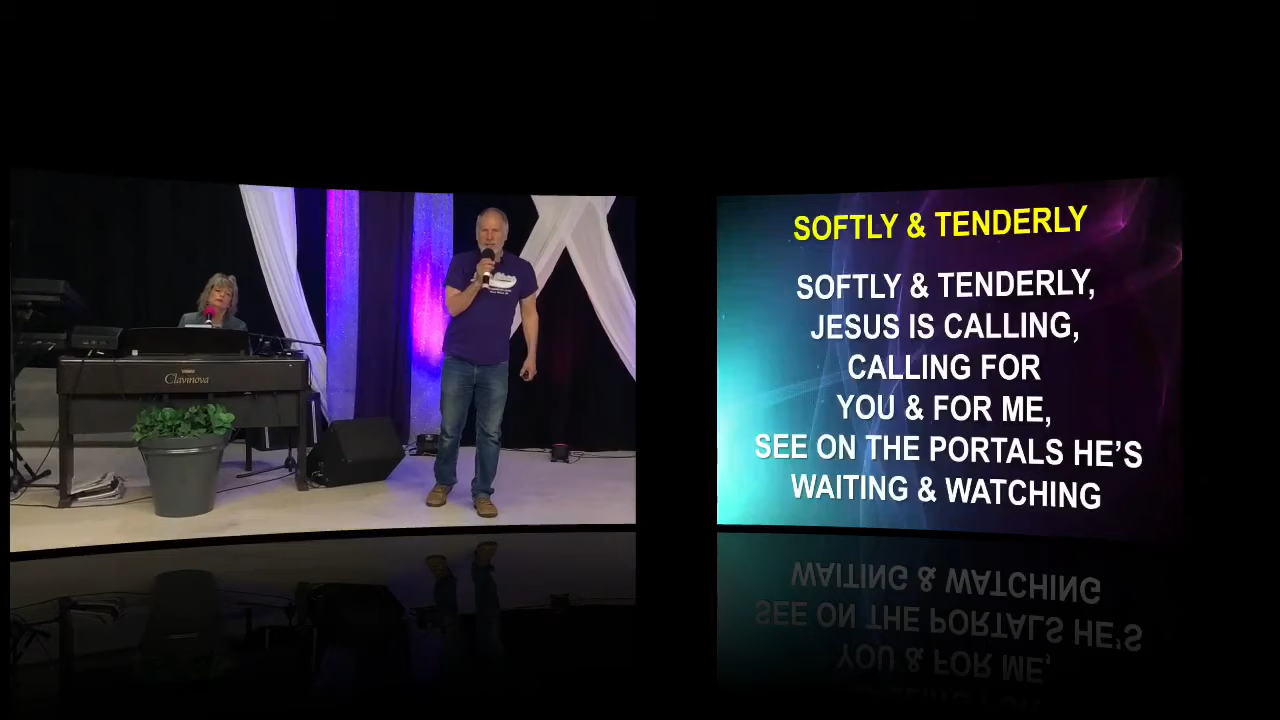 Clavinova
SOFTLY & TENDERLY
SOFTLY & TENDERLY,
JESUS IS CALLING,
CALLING FOR
YOU & FOR ME,
SEE ON THE PORTALS HE'S
WAITING & WATCHING